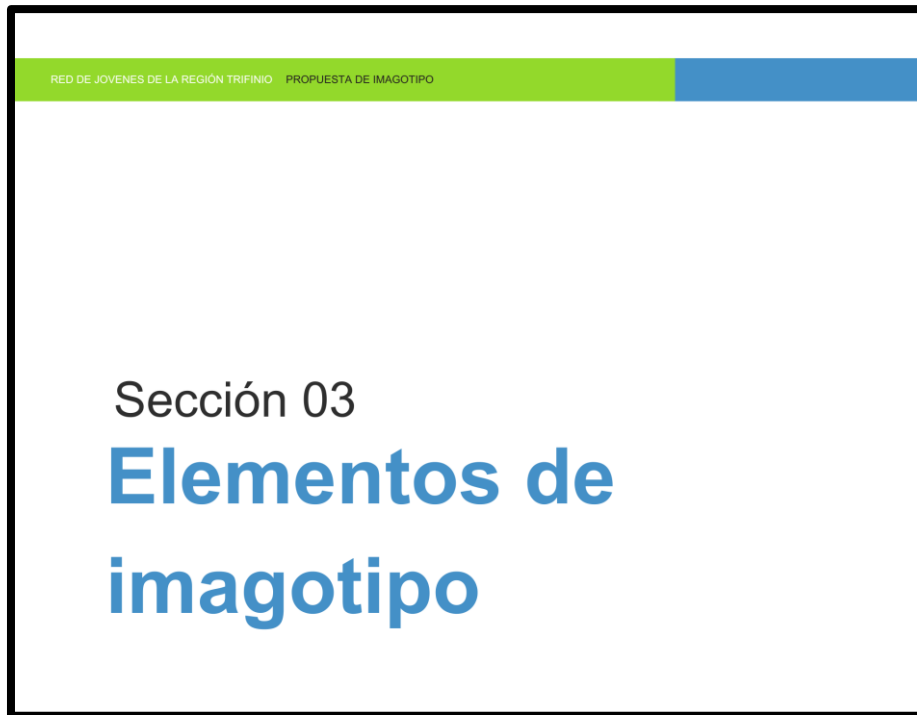 RED DE JOVENES DE LA REGIÓN TRIFINIO PROPUESTA DE IMAGOTIPO
Sección 03
Elementos de
imagotipo